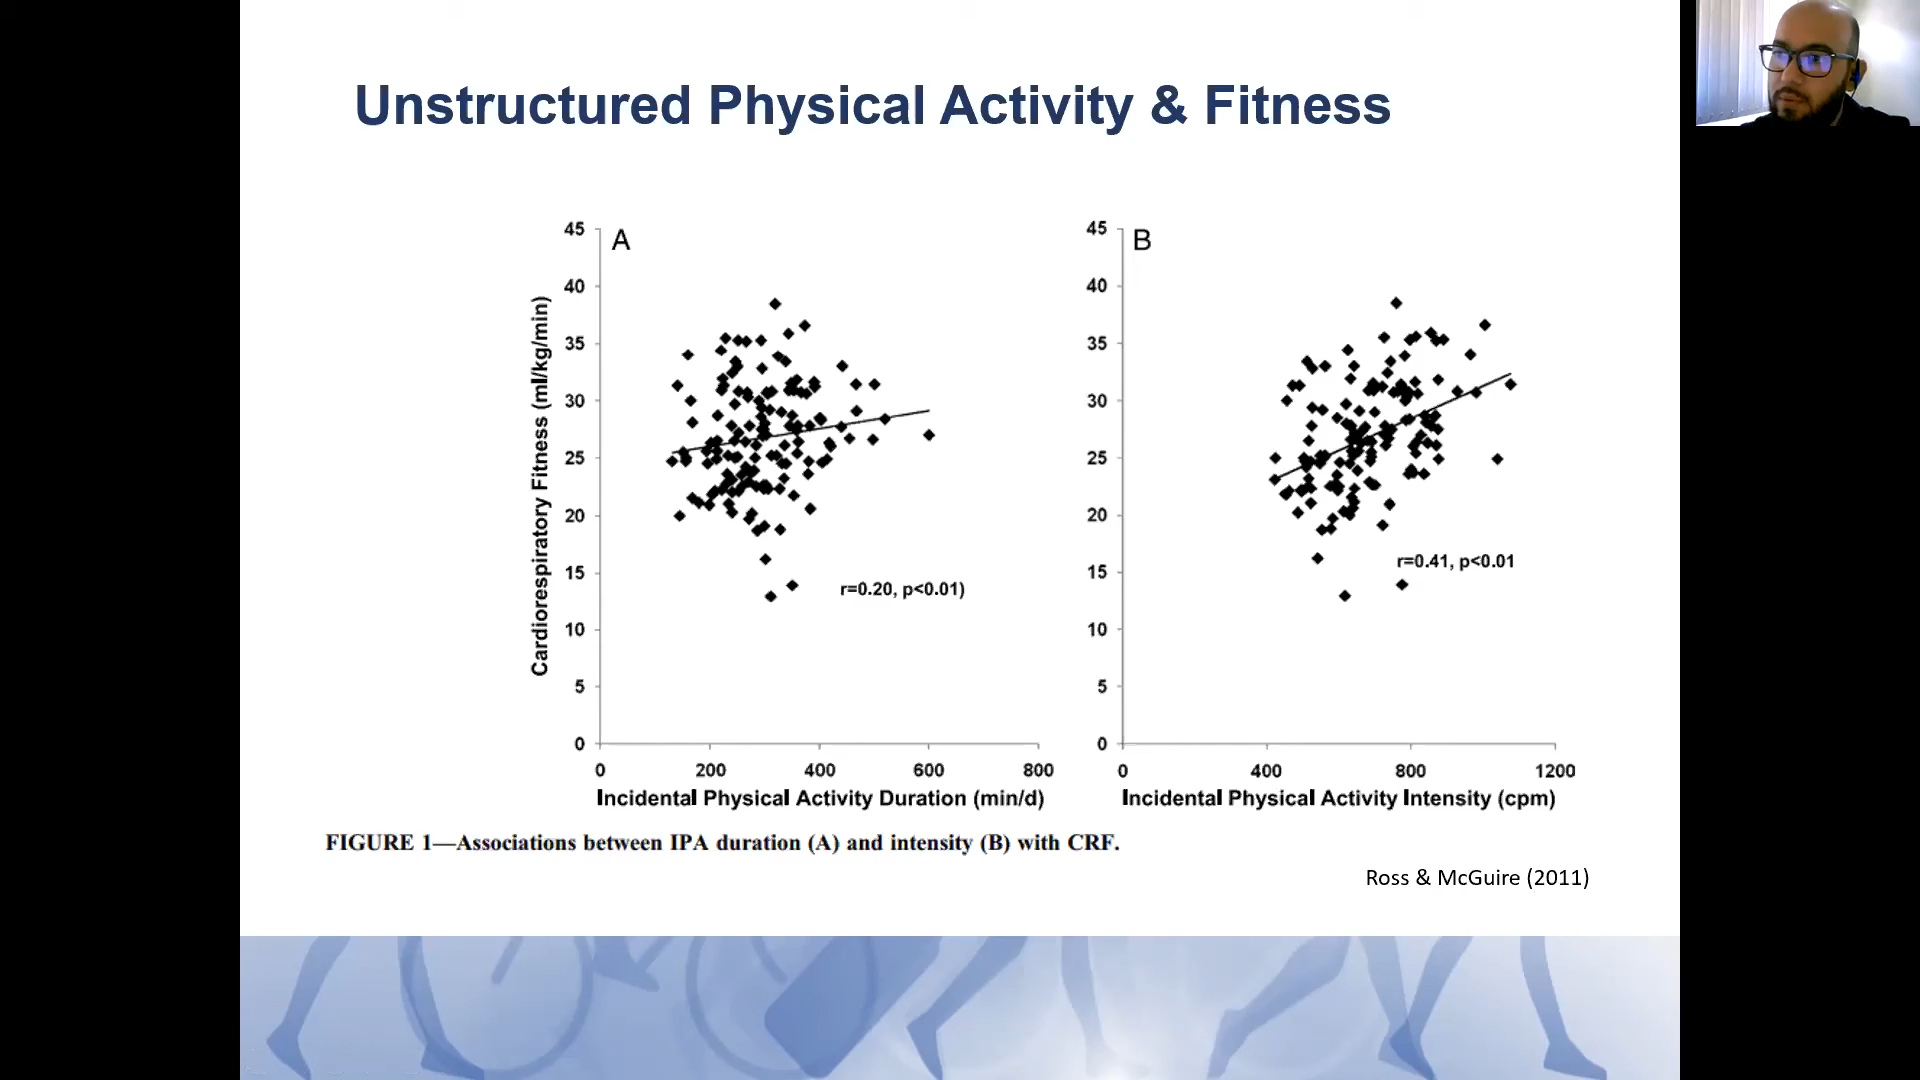 Unstructured Physical Activity & Fitness
A
45
40
35
30
25
20
15
10
5
0
Cardiorespiratory Fitness (ml/kg/min)
r=0.20, p<0.01)
0 200 400 600 800
Incidental Physical Activity Duration (min/d)
B
45
40
35
30
25
20
15
10
5
0
r=0.41, p<0.01
0 400 800 1200
Incidental Physical Activity Intensity (cpm)
FIGURE 1—Associations between IPA duration (A) and intensity (B) with CRF.
Ross & McGuire (2011)